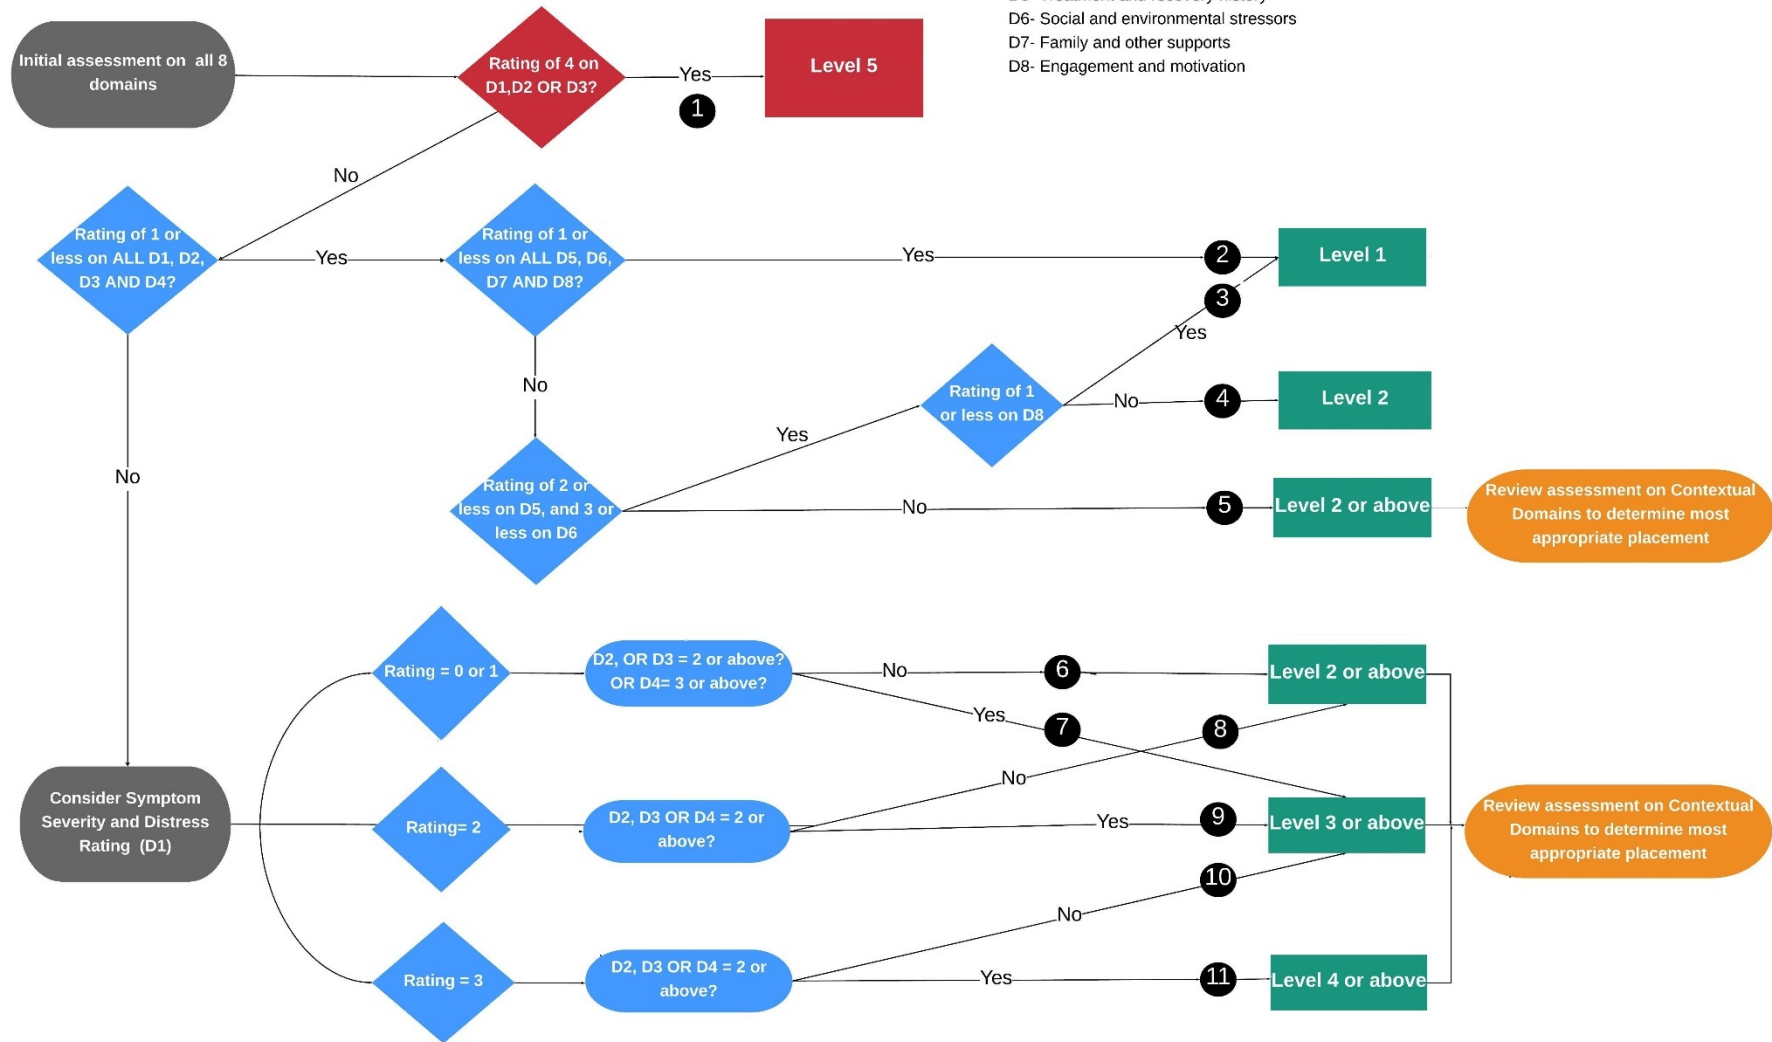 D5- Treatment and recovery history
D6- Social and environmental stressors
D7- Family and other supports
D8- Engagement and motivation
Initial assessment on all 8
domains
Rating of 4 on
D1,D2 OR D3?
Yes
1
Level 5
No
Rating of 1 or
less on ALL D1, D2,
D3 AND D4?
Yes
Rating of 1 or
less on ALL D5, D6,
D7 AND D8?
Yes
2
Level 1
3
Yes
No
Rating of 1
or less on D8
No
4
Level 2
Yes
Rating of 2 or
less on D5, and 3 or
less on D6
No
5
Level 2 or above
Review assessment on Contextual
Domains to determine most
appropriate placement
No
Consider Symptom
Severity and Distress
Rating (D1)
Rating = 0 or 1
D2, OR D3 = 2 or above?
OR D4= 3 or above?
No
6
Level 2 or above
Yes
7
8
No
Rating= 2
D2, D3 OR D4 = 2 or
above?
Yes
9
Level 3 or above
Review assessment on Contextual
Domains to determine most
appropriate placement
10
No
Rating = 3
D2, D3 OR D4 = 2 or
above?
Yes
11
Level 4 or above